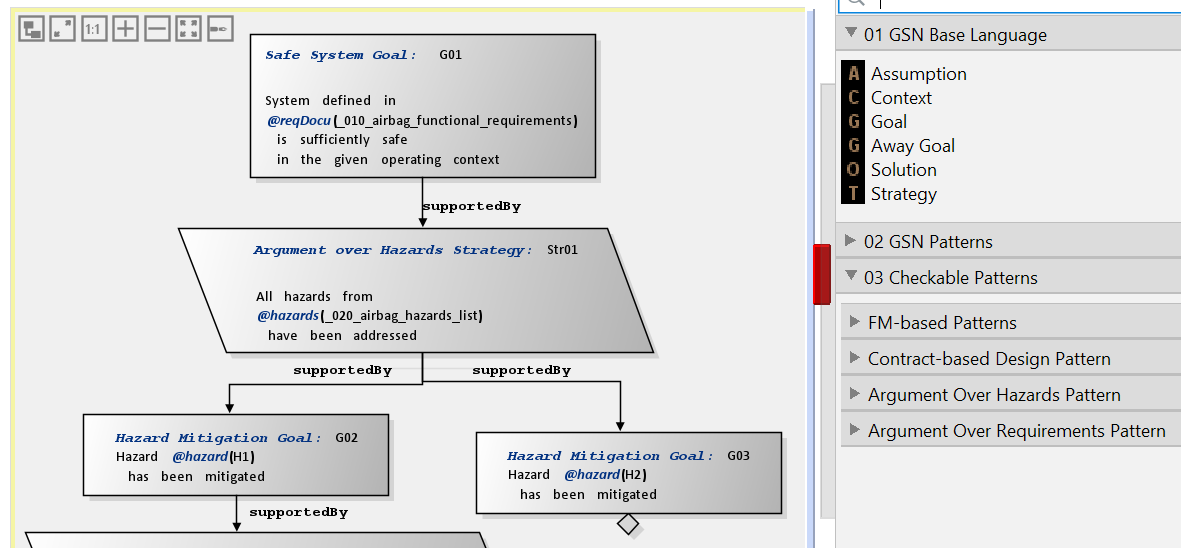 1:1
Safe System Goal: G01
System defined in
@reqDocu(_010_airbag_functional_requirements)
is sufficiently safe
in the given operating context
supportedBy
Argument over Hazards Strategy: Str01
All hazards from
@hazards(_020_airbag_hazards_list)
have been addressed
supportedBy supportedBy
Hazard Mitigation Goal: G02
Hazard @hazard(H1)
has been mitigated
Hazard Mitigation Goal: G03
Hazard @hazard(H2)
has been mitigated
supportedBy
01 GSN Base Language
A Assumption
C Context
G Goal
G Away Goal
O Solution
T Strategy
02 GSN Patterns
03 Checkable Patterns
FM-based Patterns
Contract-based Design Pattern
Argument Over Hazards Pattern
Argument Over Requirements Pattern